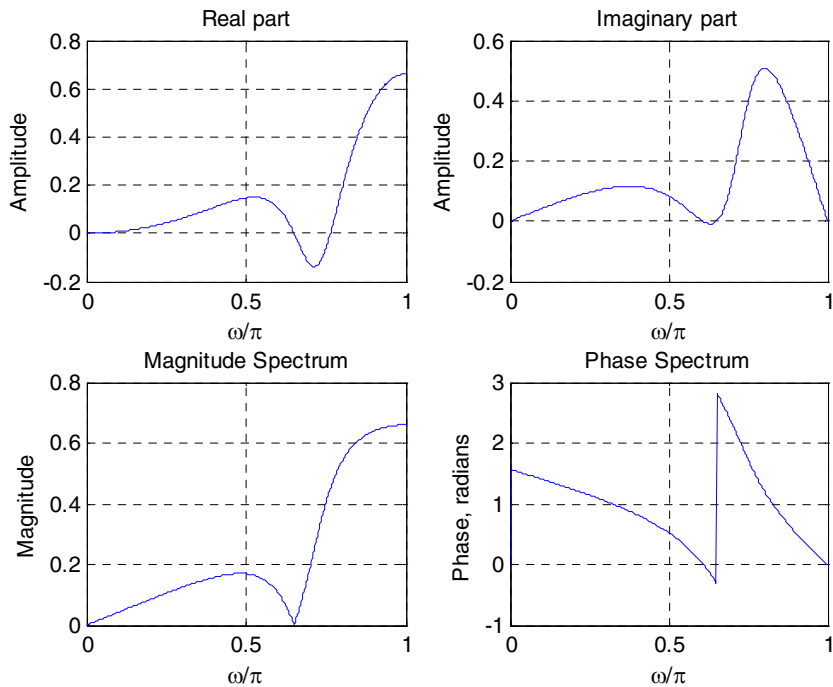 Real part
Amplitude
0.8
0.6
0.4
0.2
0
-0.2
0
0.5
1
ω/π
Imaginary part
Amplitude
0.6
0.4
0.2
0
-0.2
0
0.5
1
ω/π
Magnitude Spectrum
Magnitude
0.8
0.6
0.4
0.2
0
0
0.5
1
ω/π
Phase Spectrum
Phase, radians
3
2
1
0
-1
0
0.5
1
ω/π